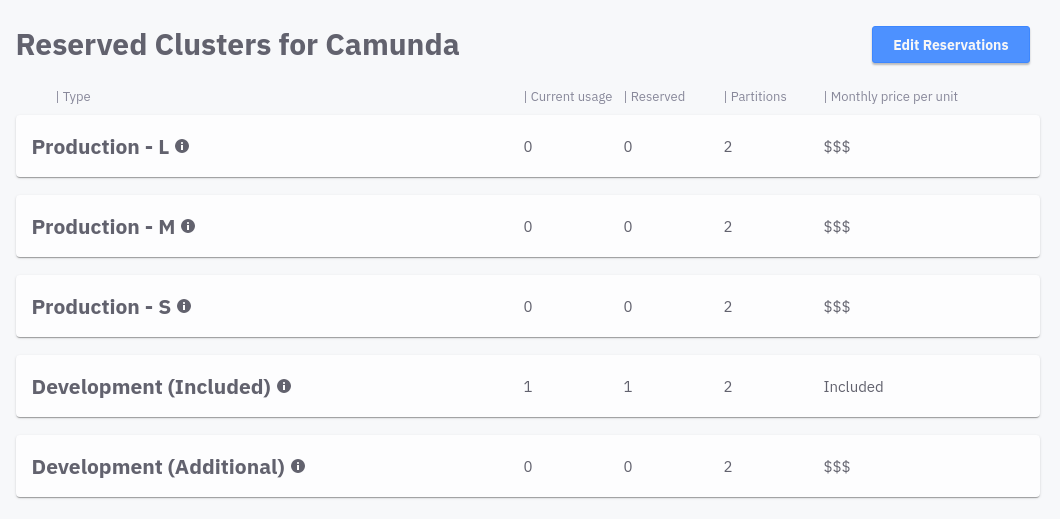 Reserved Clusters for Camunda Edit Reservations
| Type | Current usage | Reserved | Partitions | Monthly price per unit
Production - L 0 0 2 $$$
Production - M 0 0 2 $$$
Production - S 0 0 2 $$$
Development (Included) 1 1 2 Included
Development (Additional) 0 0 2 $$$